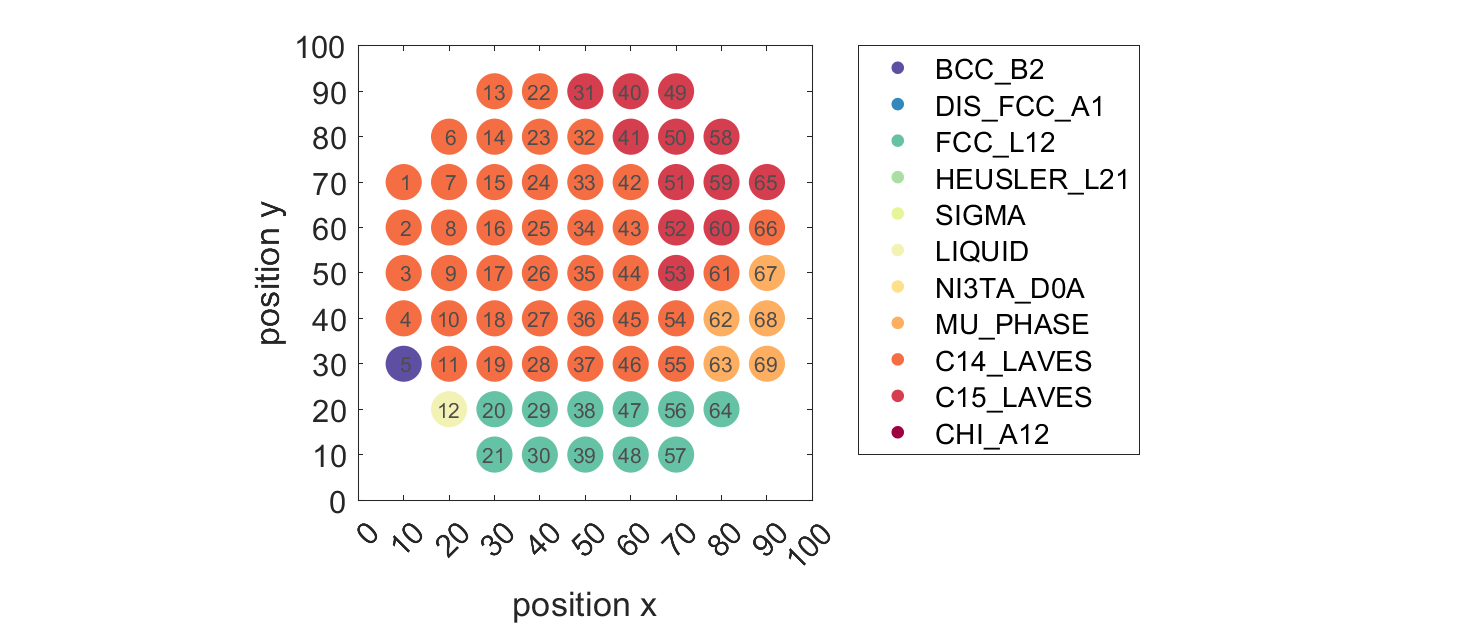 100
90
80
70
60
50
40
30
20
10
0
position y
13 22 31 40 49
6 14 23 32 41 50 58
1 7 15 24 33 42 51 59 65
2 8 16 25 34 43 52 60 66
3 9 17 26 35 44 53 61 67
4 10 18 27 36 45 54 62 68
5 11 19 28 37 46 55 63 69
12 20 29 38 47 56 64
21 30 39 48 57
0 10 20 30 40 50 60 70 80 90 100
position x
BCC_B2
DIS_FCC_A1
FCC_L12
HEUSLER_L21
SIGMA
LIQUID
NI3TA_D0A
MU_PHASE
C14_LAVES
C15_LAVES
CHI_A12